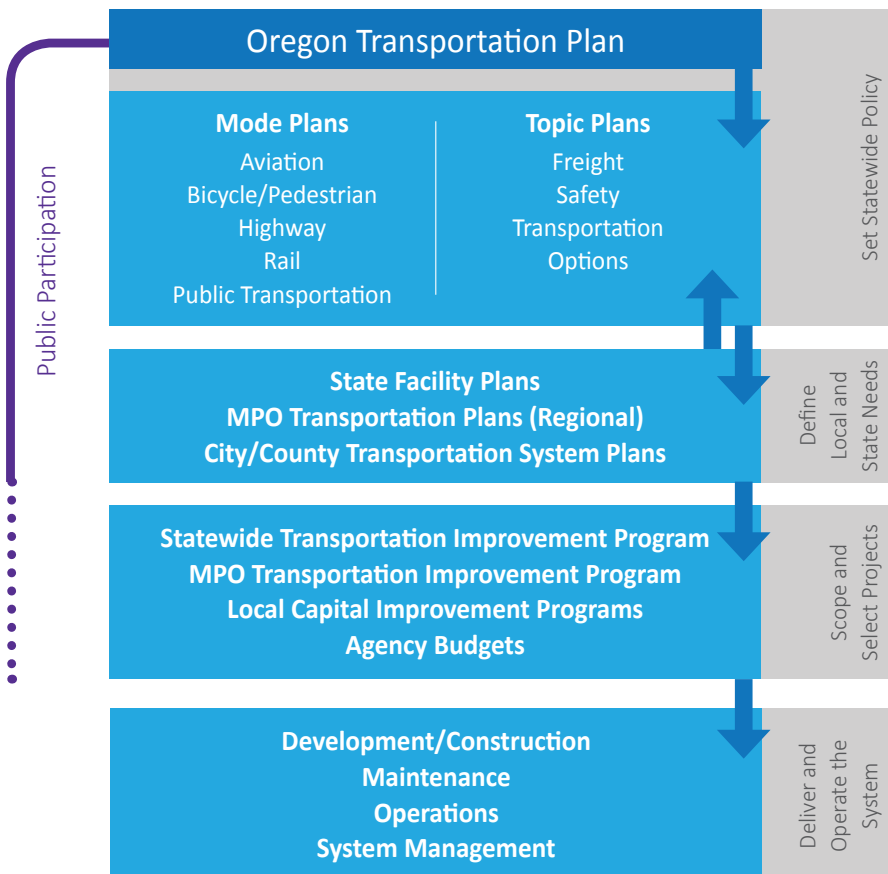 Oregon Transportation Plan
Mode Plans
Aviation
Bicycle/Pedestrian
Highway
Rail
Public Transportation
Topic Plans
Freight
Safety
Transportation
Options
Set Statewide Policy
Public Participation
State Facility Plans
MPO Transportation Plans (Regional)
City/County Transportation System Plans
Define
Local and
State Needs
Statewide Transportation Improvement Program
MPO Transportation Improvement Program
Local Capital Improvement Programs
Agency Budgets
Scope and
Select Projects
Development/Construction
Maintenance
Operations
System Management
Deliver and
Operate the
System